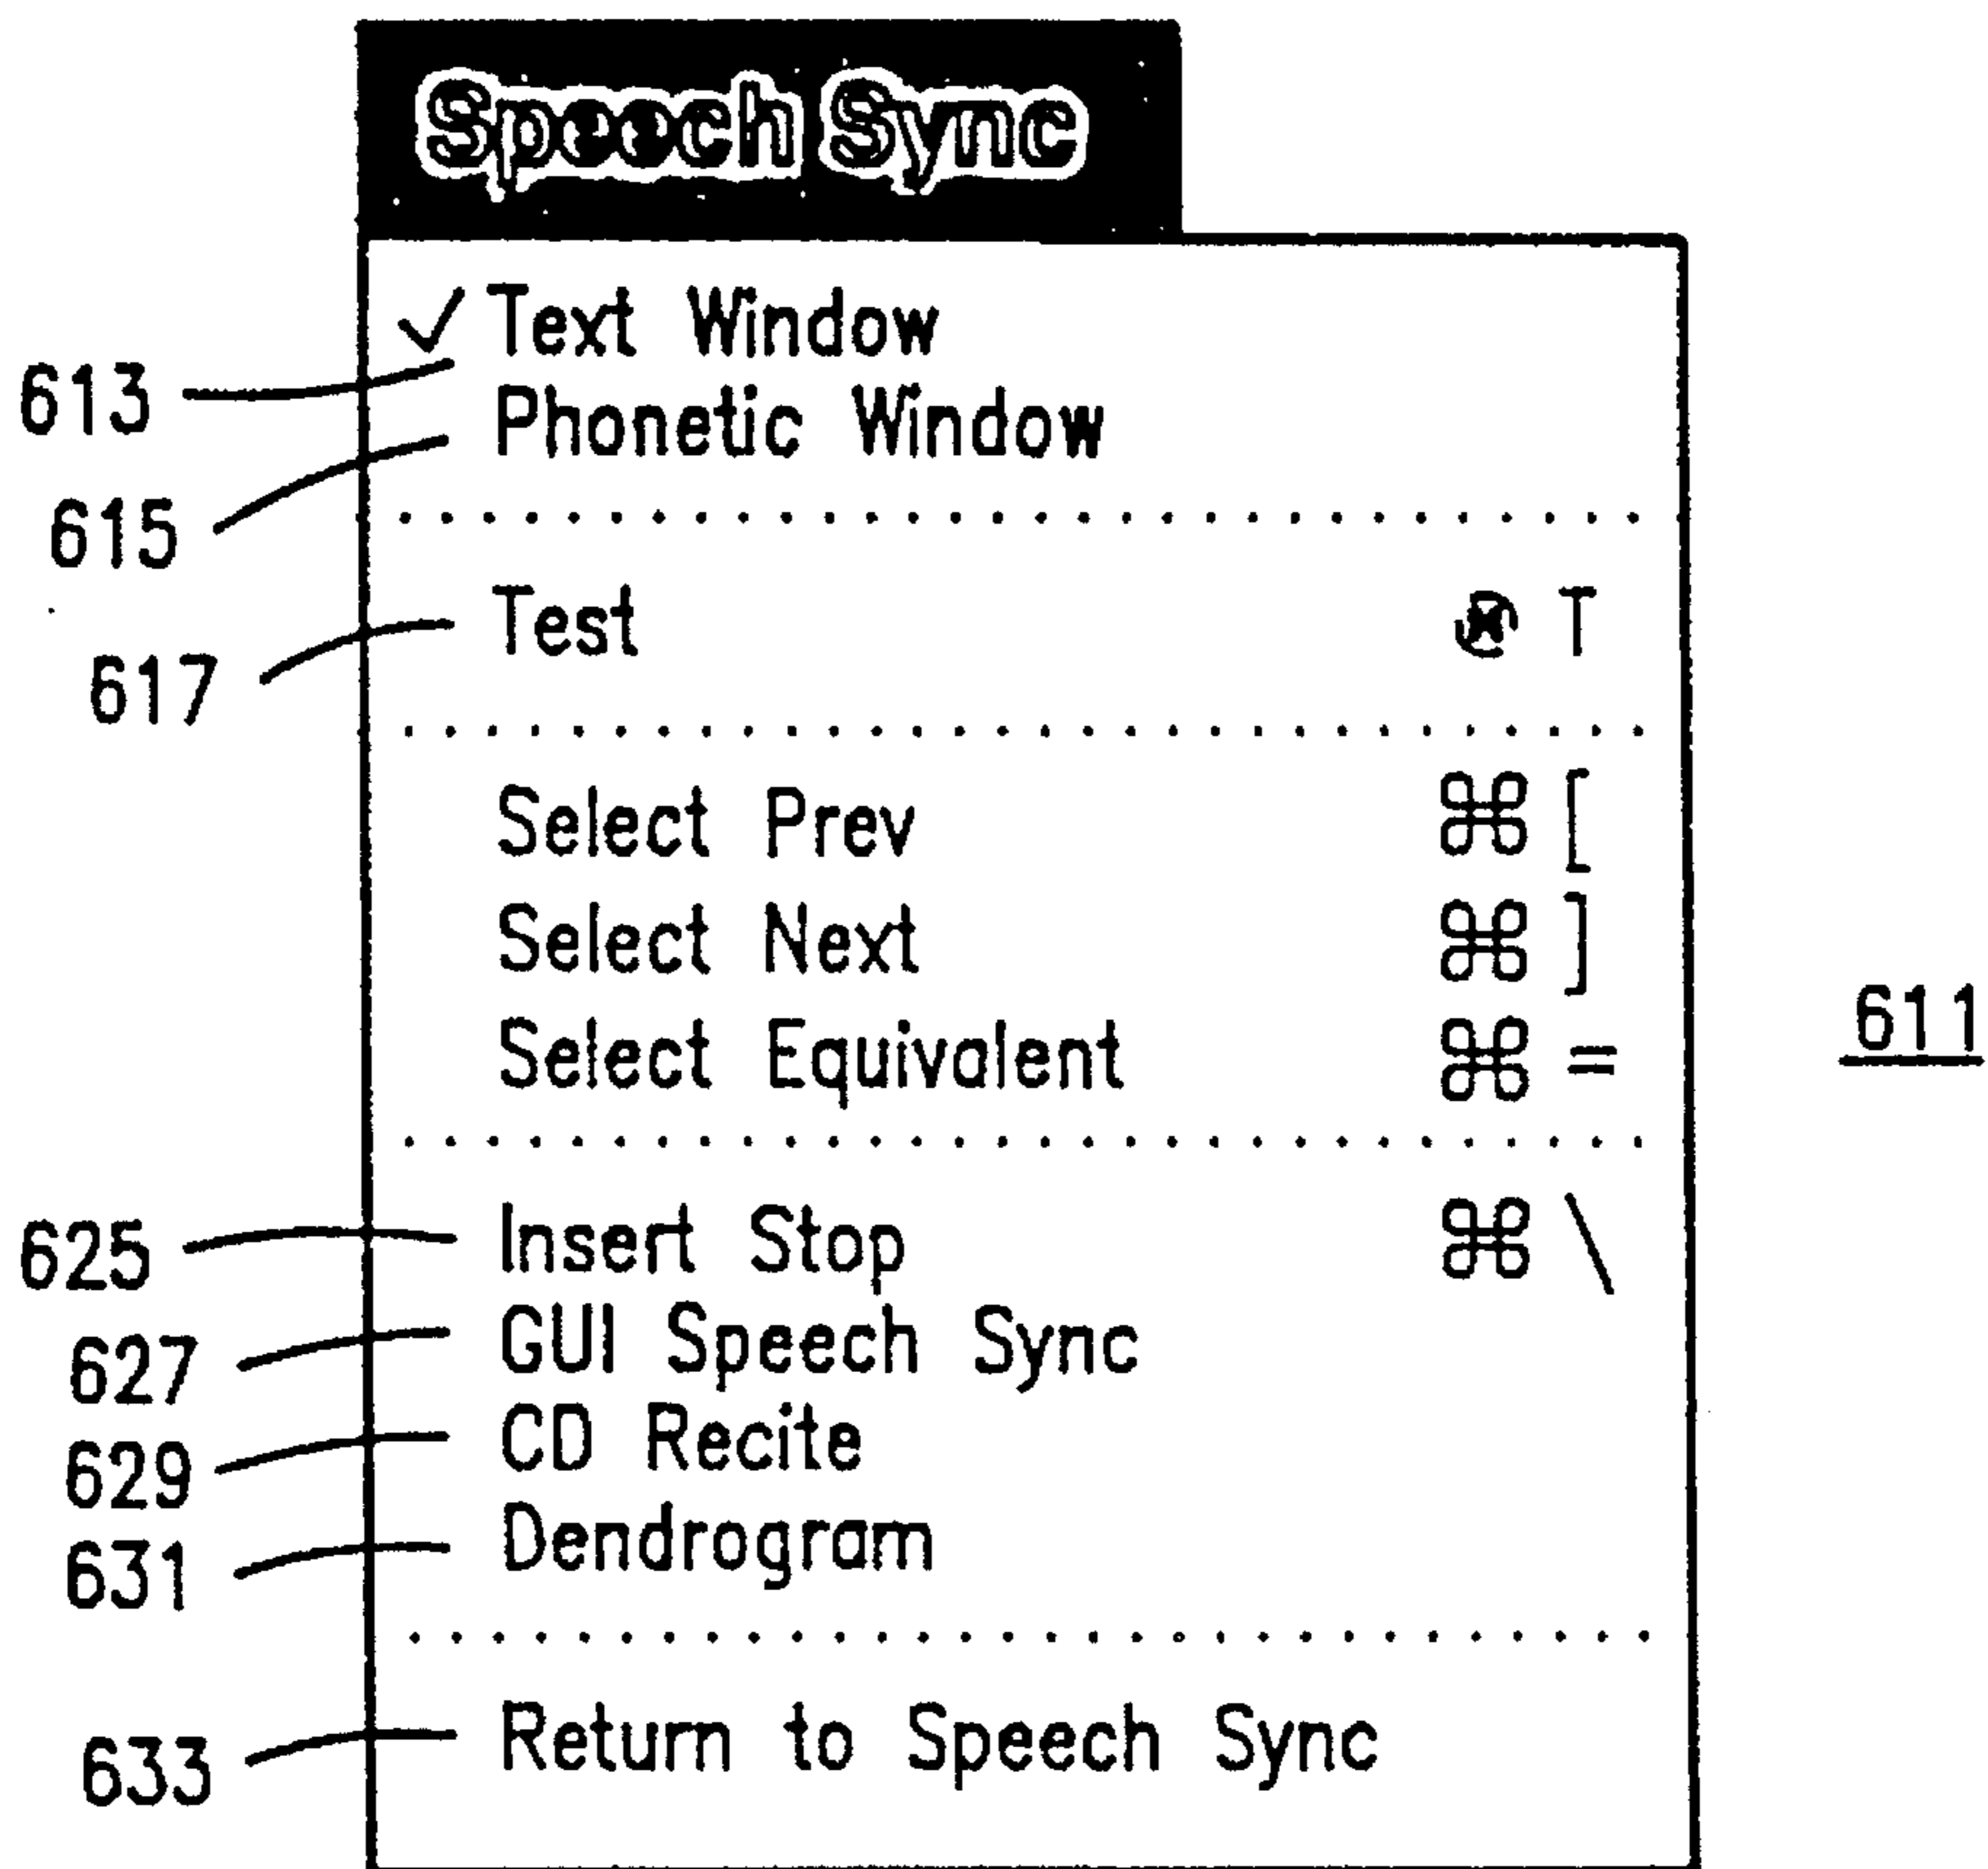 Speech Sync
✓ Text Window
613
Phonetic Window
615
Test T
617
Select Prev ⌘ [
Select Next ⌘ ]
611
Select Equivalent ⌘ =
625 Insert Stop ⌘ \
627 GUI Speech Sync
629 CD Recite
631 Dendrogram
633 Return to Speech Sync